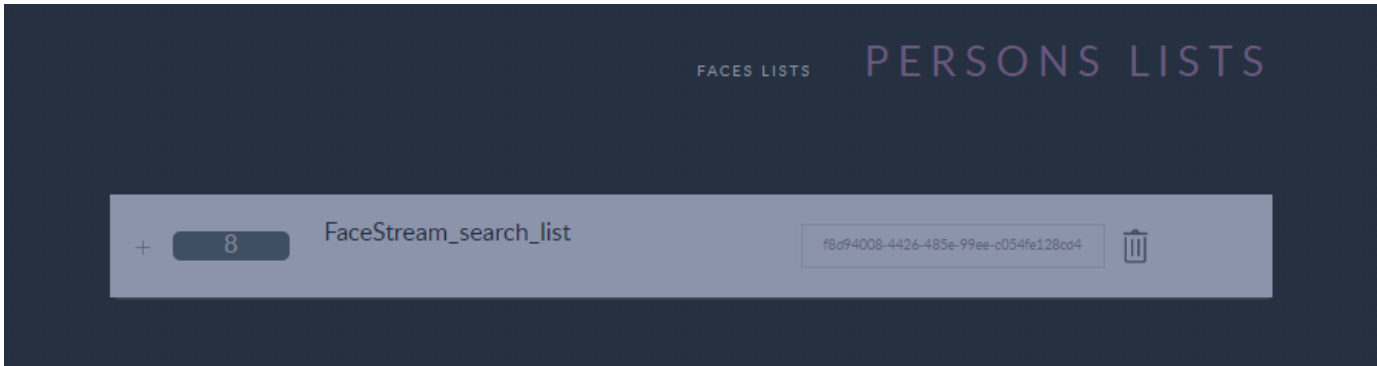 FACES LISTS PERSONS LISTS
+ 8 FaceStream_search_list f8d94008-4426-485e-99ee-c054fe128cd4